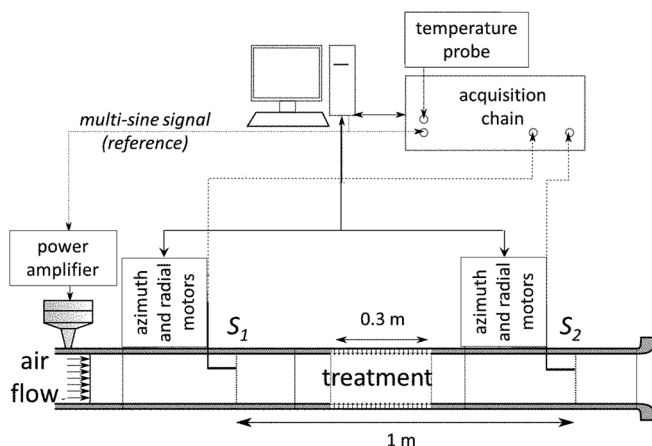 temperature
probe
acquisition
chain
multi-sine signal
(reference)
power
amplifier
azimuth
and radial
motors
azimuth
and radial
motors
S1
0.3 m
S2
air
flow
treatment
1 m